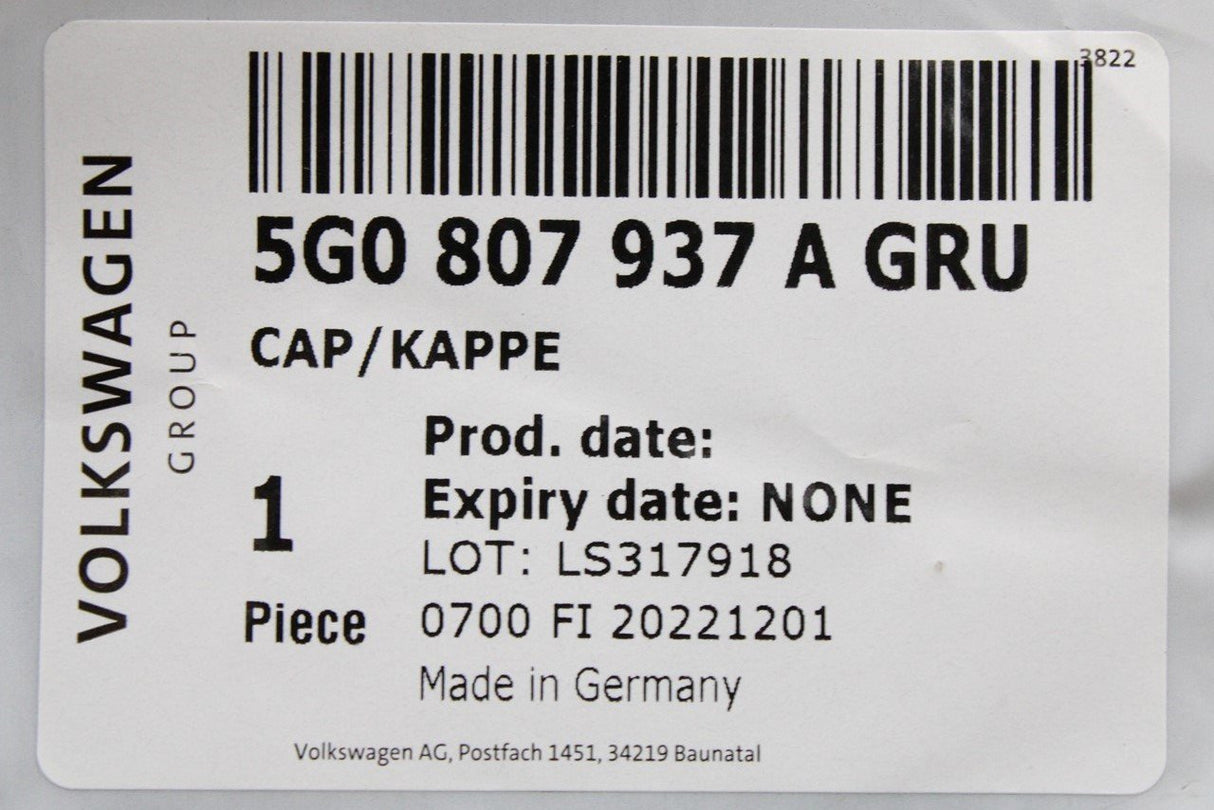 3822
VOLKSWAGEN
GROUP
5G0 807 937 A GRU
CAP/KAPPE
Prod. date:
1
Expiry date: NONE
LOT: LS317918
Piece
0700 FI 20221201
Made in Germany
Volkswagen AG, Postfach 1451, 34219 Baunatal